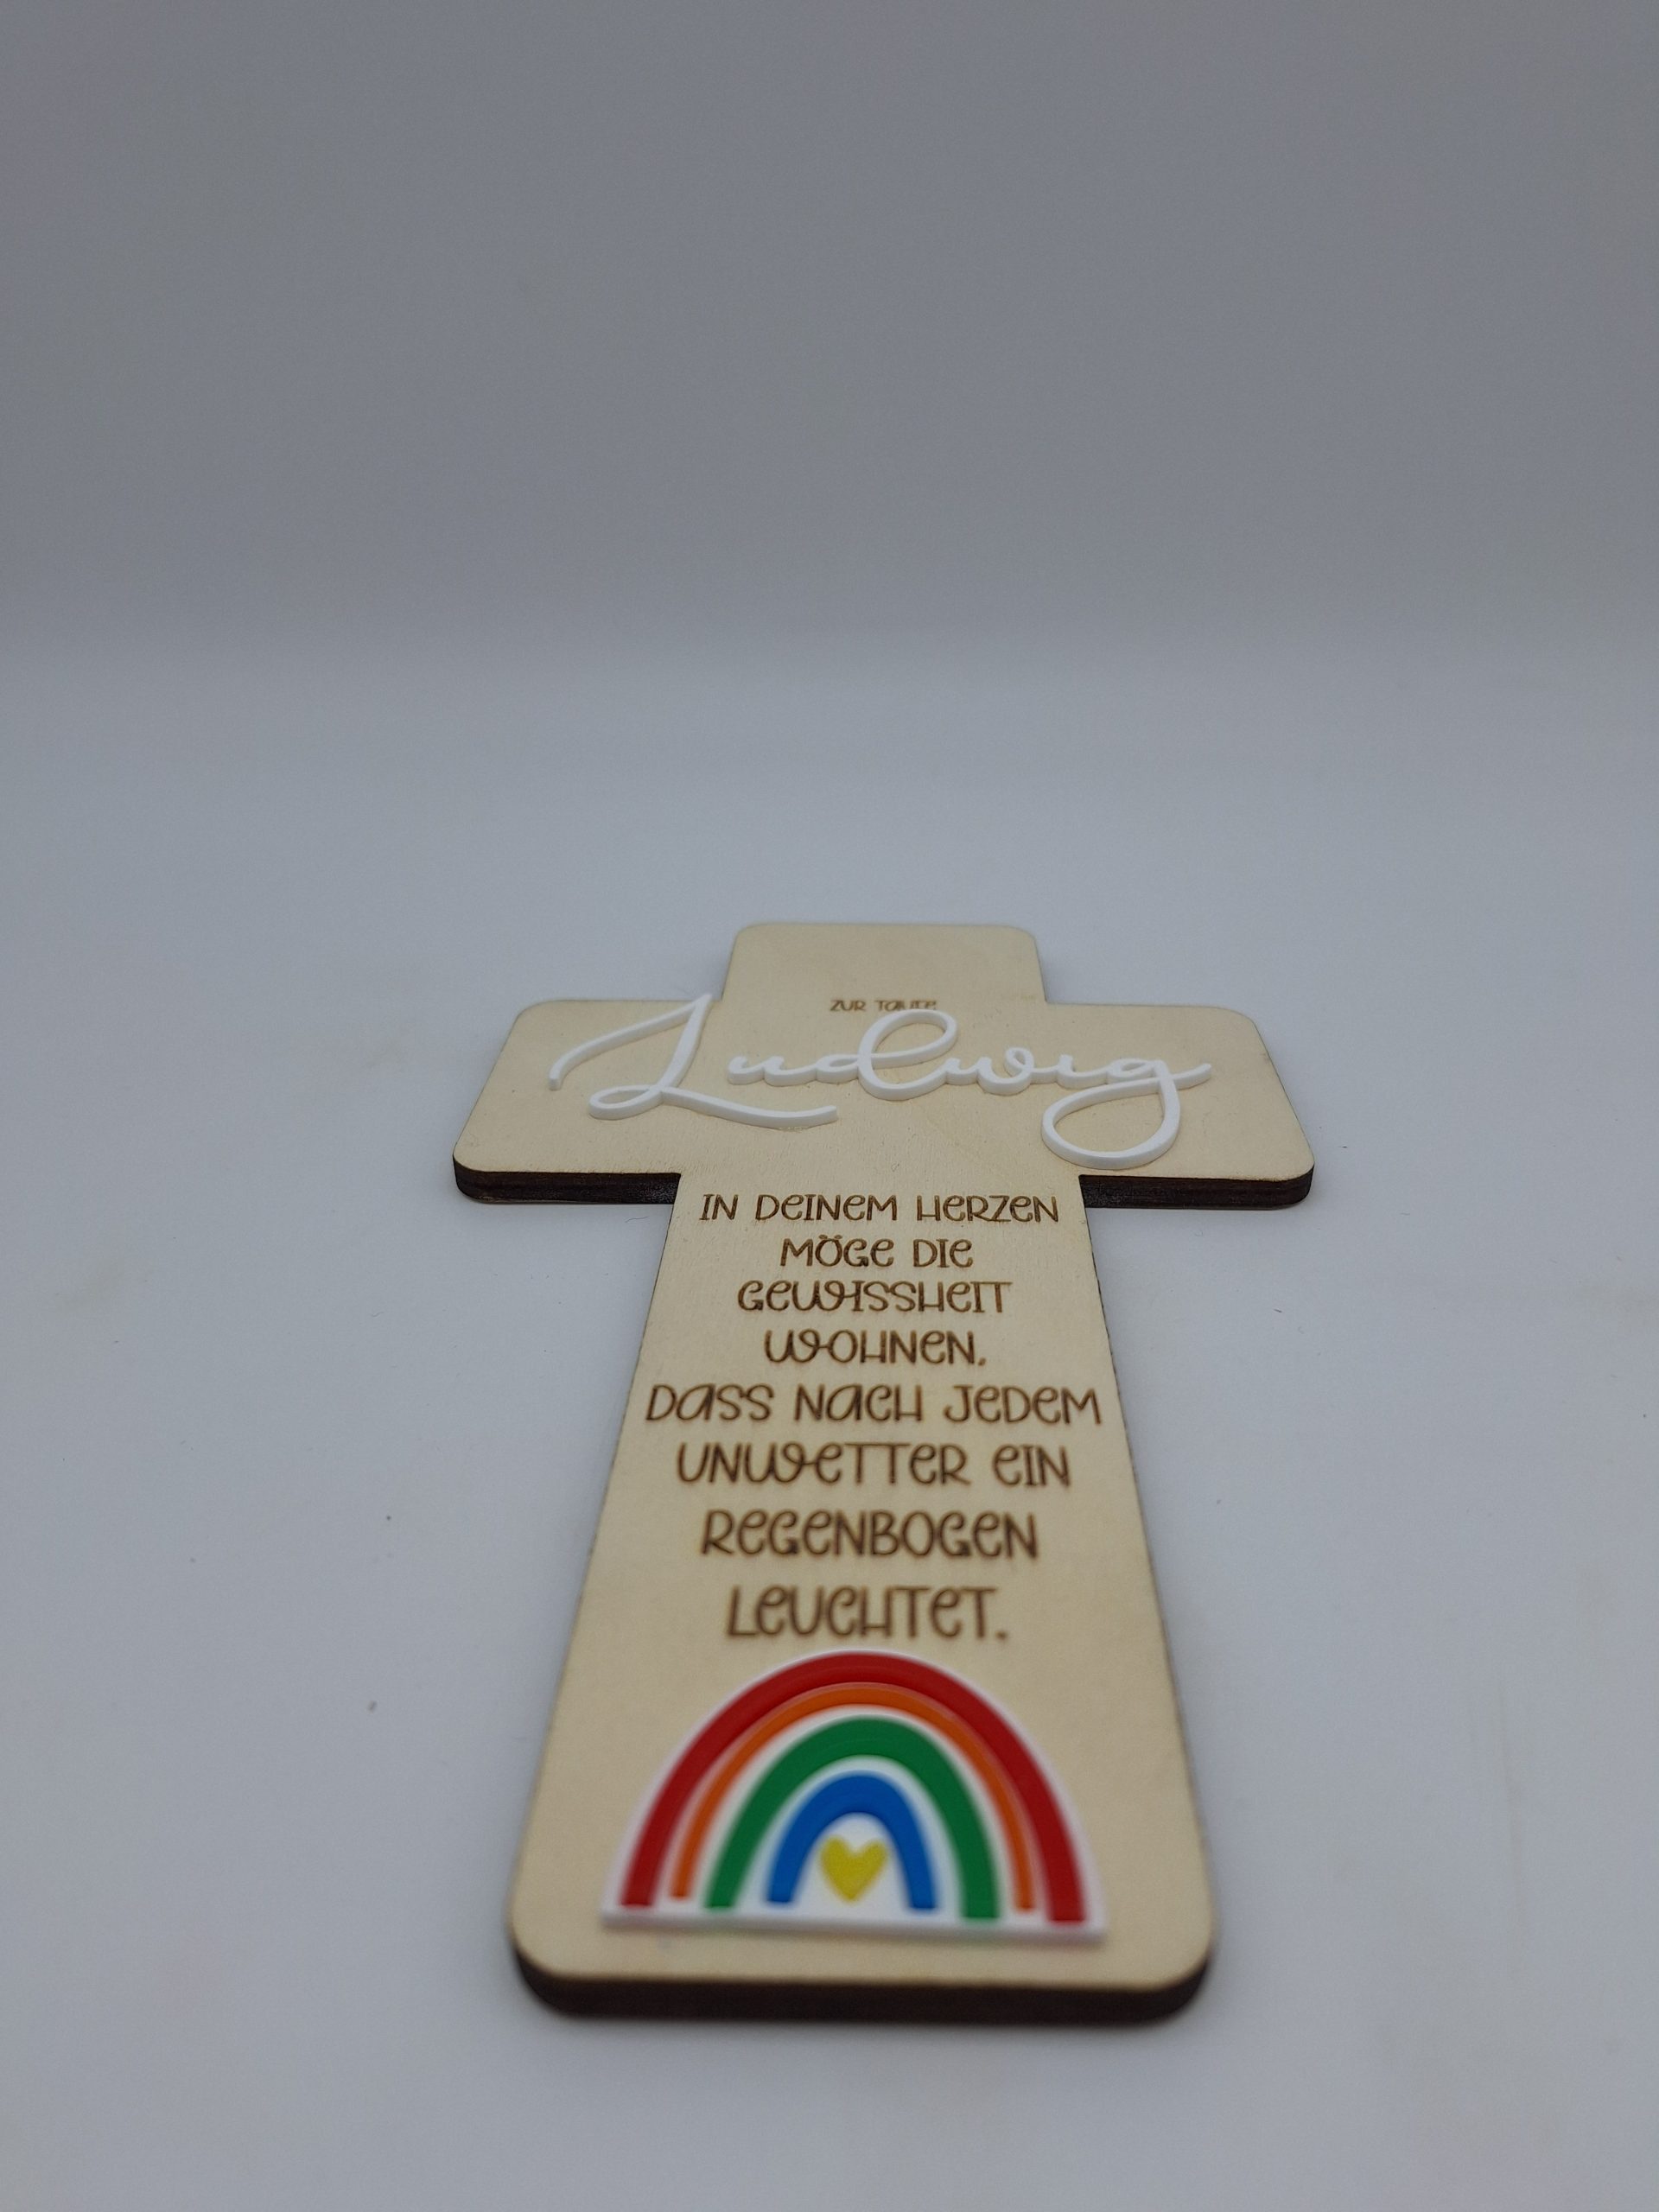 ZUR TAUFE
Ludwig
IN DEINEM HERZEN
MÖGE DIE
GEWISSHEIT
WOHNEN,
DASS NACH JEDEM
UNWETTER EIN
REGENBOGEN
LEUCHTET.